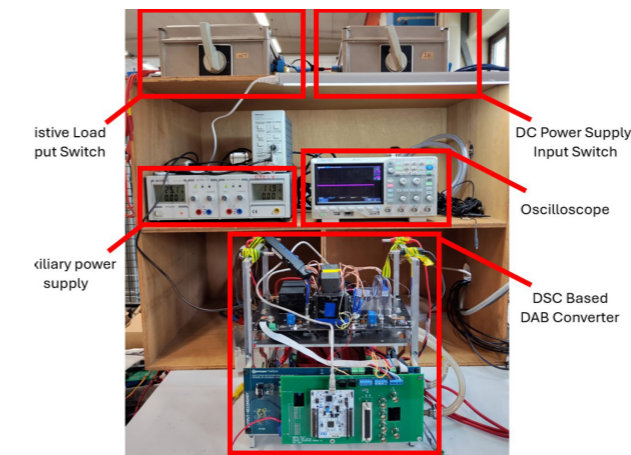 istive Load
put Switch
DC Power Supply
Input Switch
Oscilloscope
xiliary power
supply
DSC Based
DAB Converter